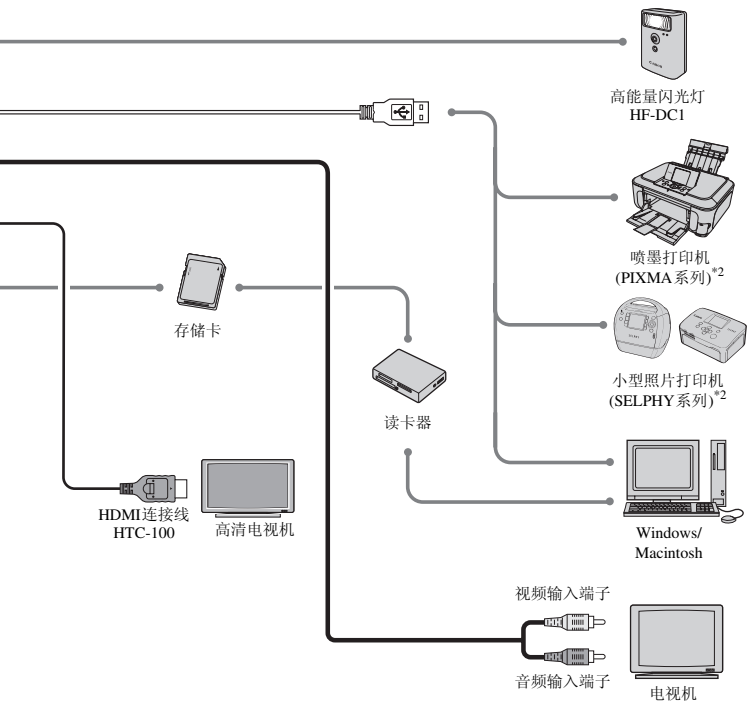 高能量闪光灯
HF-DC1
喷墨打印机
(PIXMA系列)*2
存储卡
小型照片打印机
(SELPHY系列)*2
读卡器
HDMI连接线
HTC-100
高清电视机
Windows/
Macintosh
视频输入端子
音频输入端子
电视机